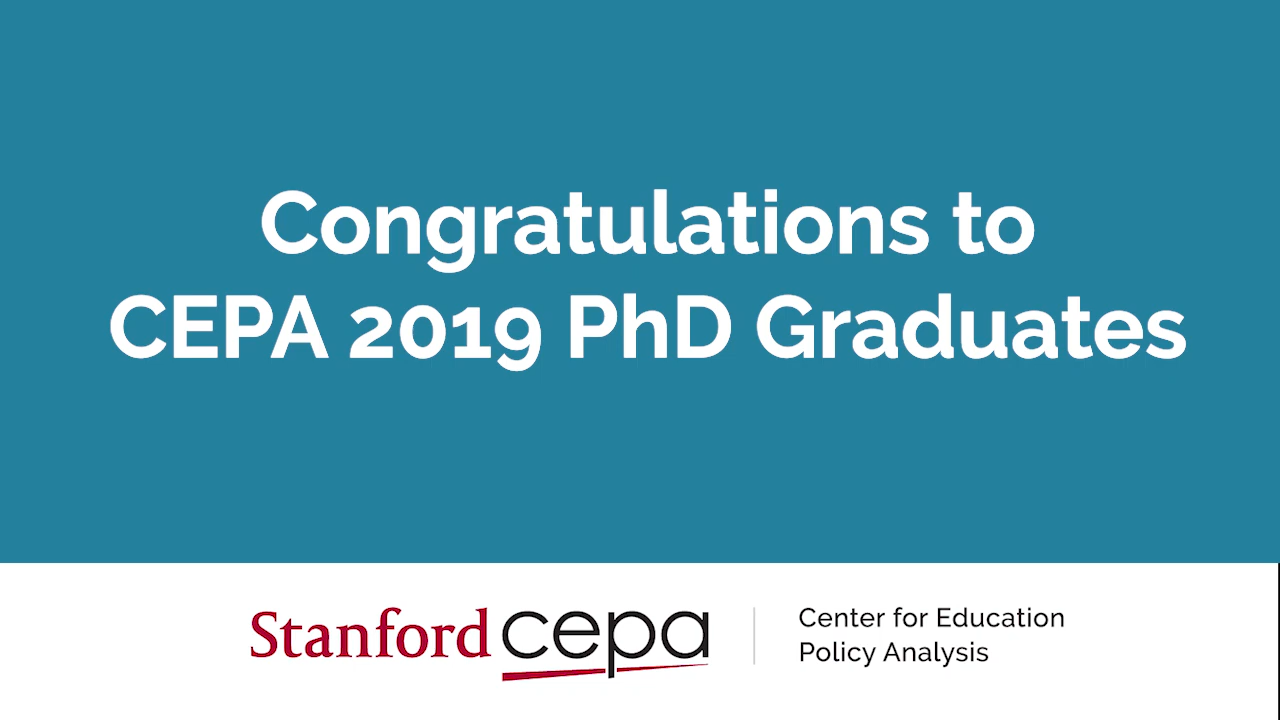 Congratulations to
CEPA 2019 PhD Graduates
Stanford cepa
Center for Education
Policy Analysis